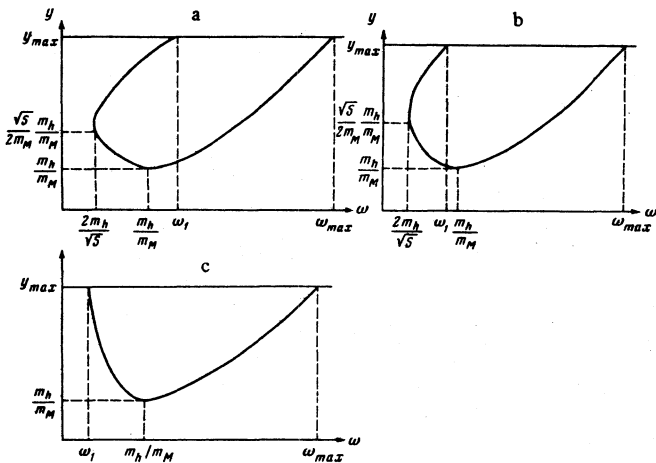 y a
y_max
√s/2m_M m_h/m_M
m_h/m_M
2m_h/√s m_h/m_M ω_1 ω_max ω
y b
y_max
√s/2m_M m_h/m_M
m_h/m_M
2m_h/√s ω_1 m_h/m_M ω_max ω
y c
y_max
m_h/m_M
ω_1 m_h/m_M ω_max ω